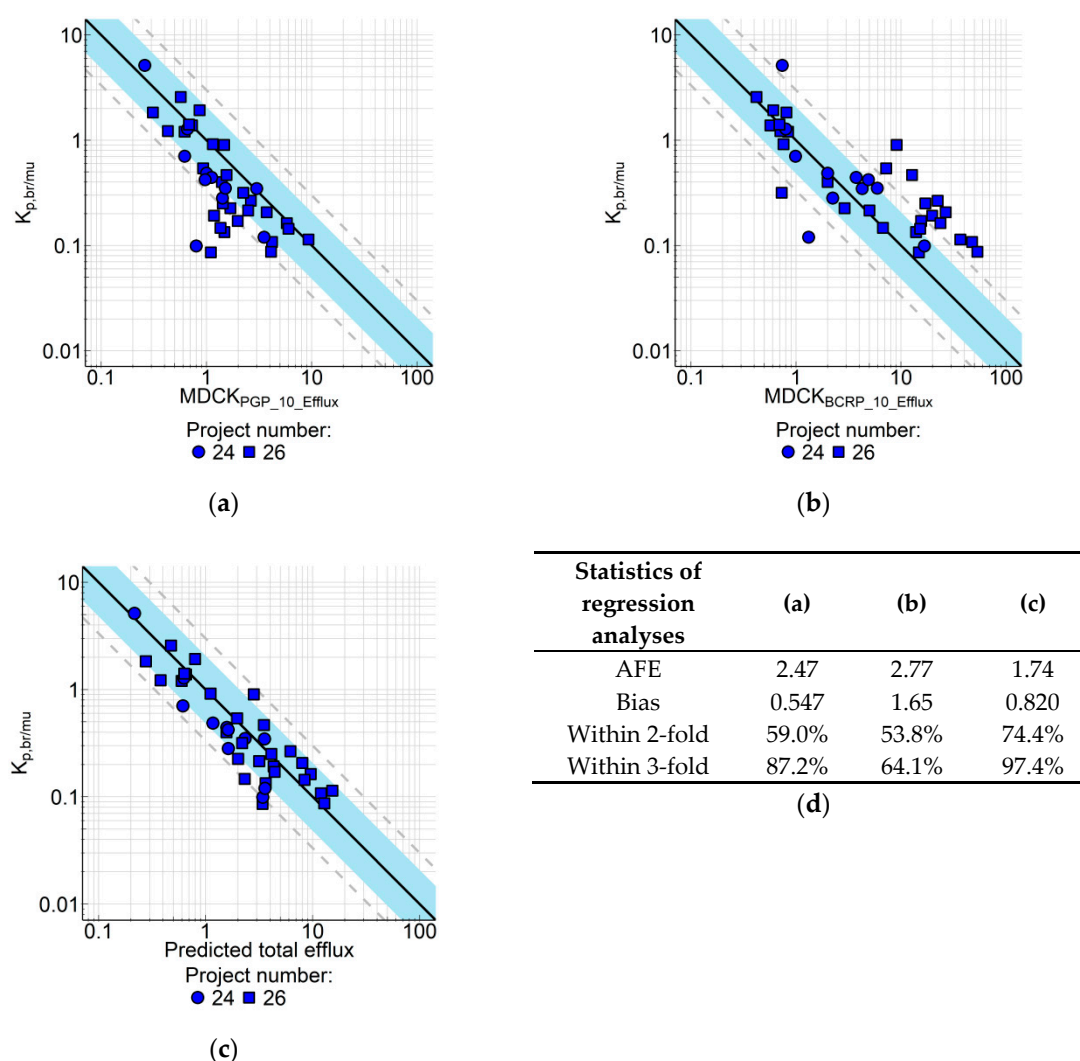 10
1
0.1
0.01
K_p,br/mu
0.1 1 10 100
MDCK_PGP_10_Efflux
Project number:
24 26
(a)
10
1
0.1
0.01
K_p,br/mu
0.1 1 10 100
MDCK_BCRP_10_Efflux
Project number:
24 26
(b)
10
1
0.1
0.01
K_p,br/mu
0.1 1 10 100
Predicted total efflux
Project number:
24 26
(c)
Statistics of
regression
analyses (a) (b) (c)
AFE 2.47 2.77 1.74
Bias 0.547 1.65 0.820
Within 2-fold 59.0% 53.8% 74.4%
Within 3-fold 87.2% 64.1% 97.4%
(d)